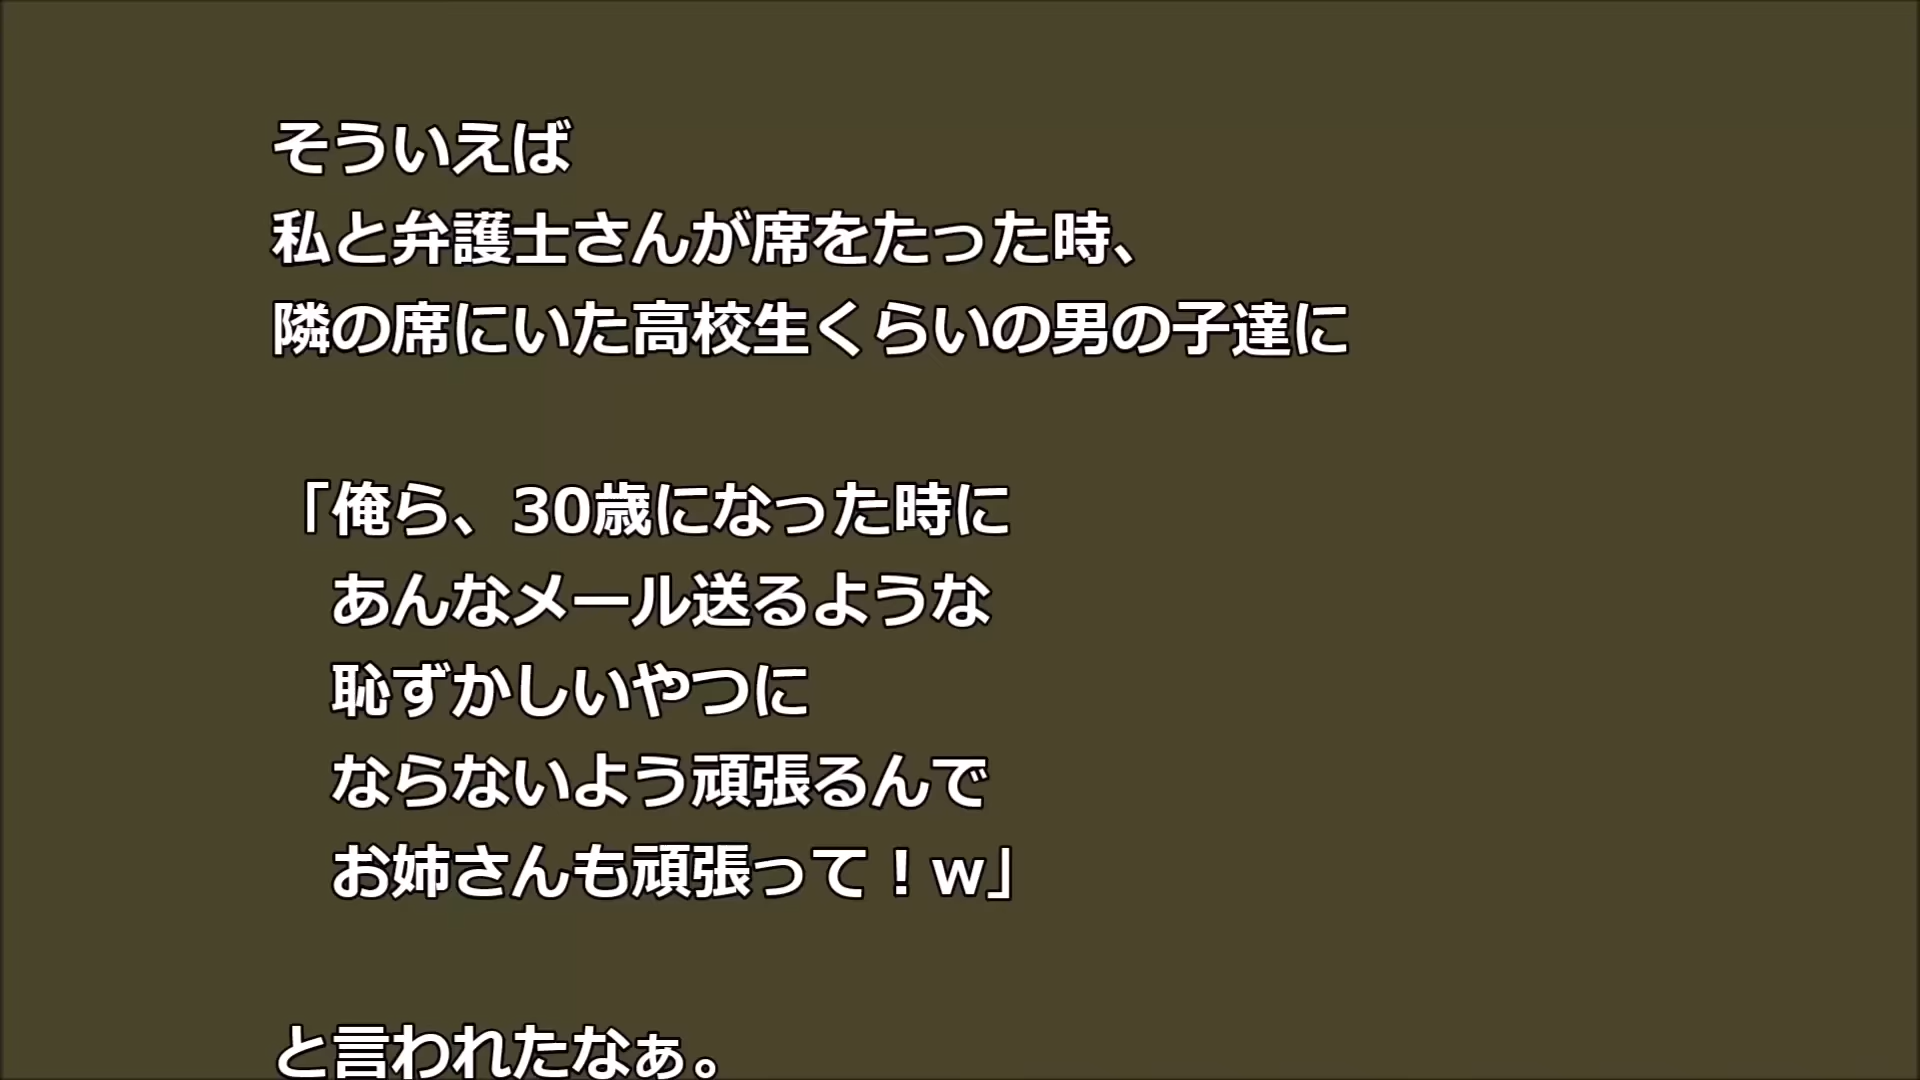 そういえば
私と弁護士さんが席をたった時、
隣の席にいた高校生くらいの男の子達に
「俺ら、30歳になった時に
あんなメール送るような
恥ずかしいやつに
ならないよう頑張るんで
お姉さんも頑張って！w」
と言われたなぁ。